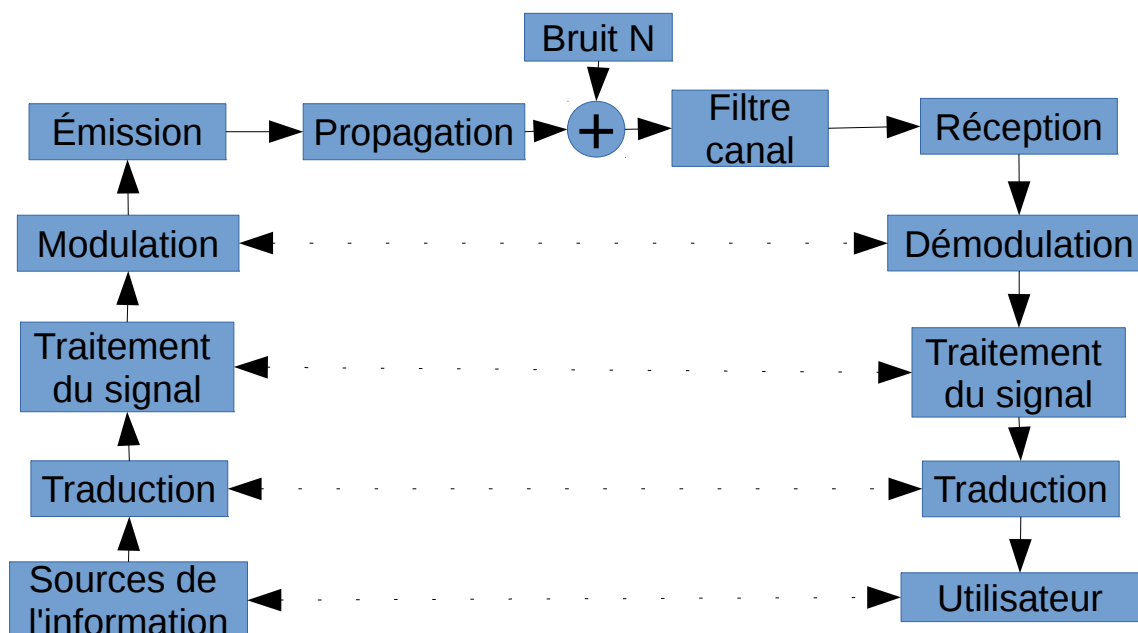 Bruit N
Émission
Propagation
+
Filtre
canal
Réception
Modulation
Démodulation
Traitement
du signal
Traitement
du signal
Traduction
Traduction
Sources de
l'information
Utilisateur